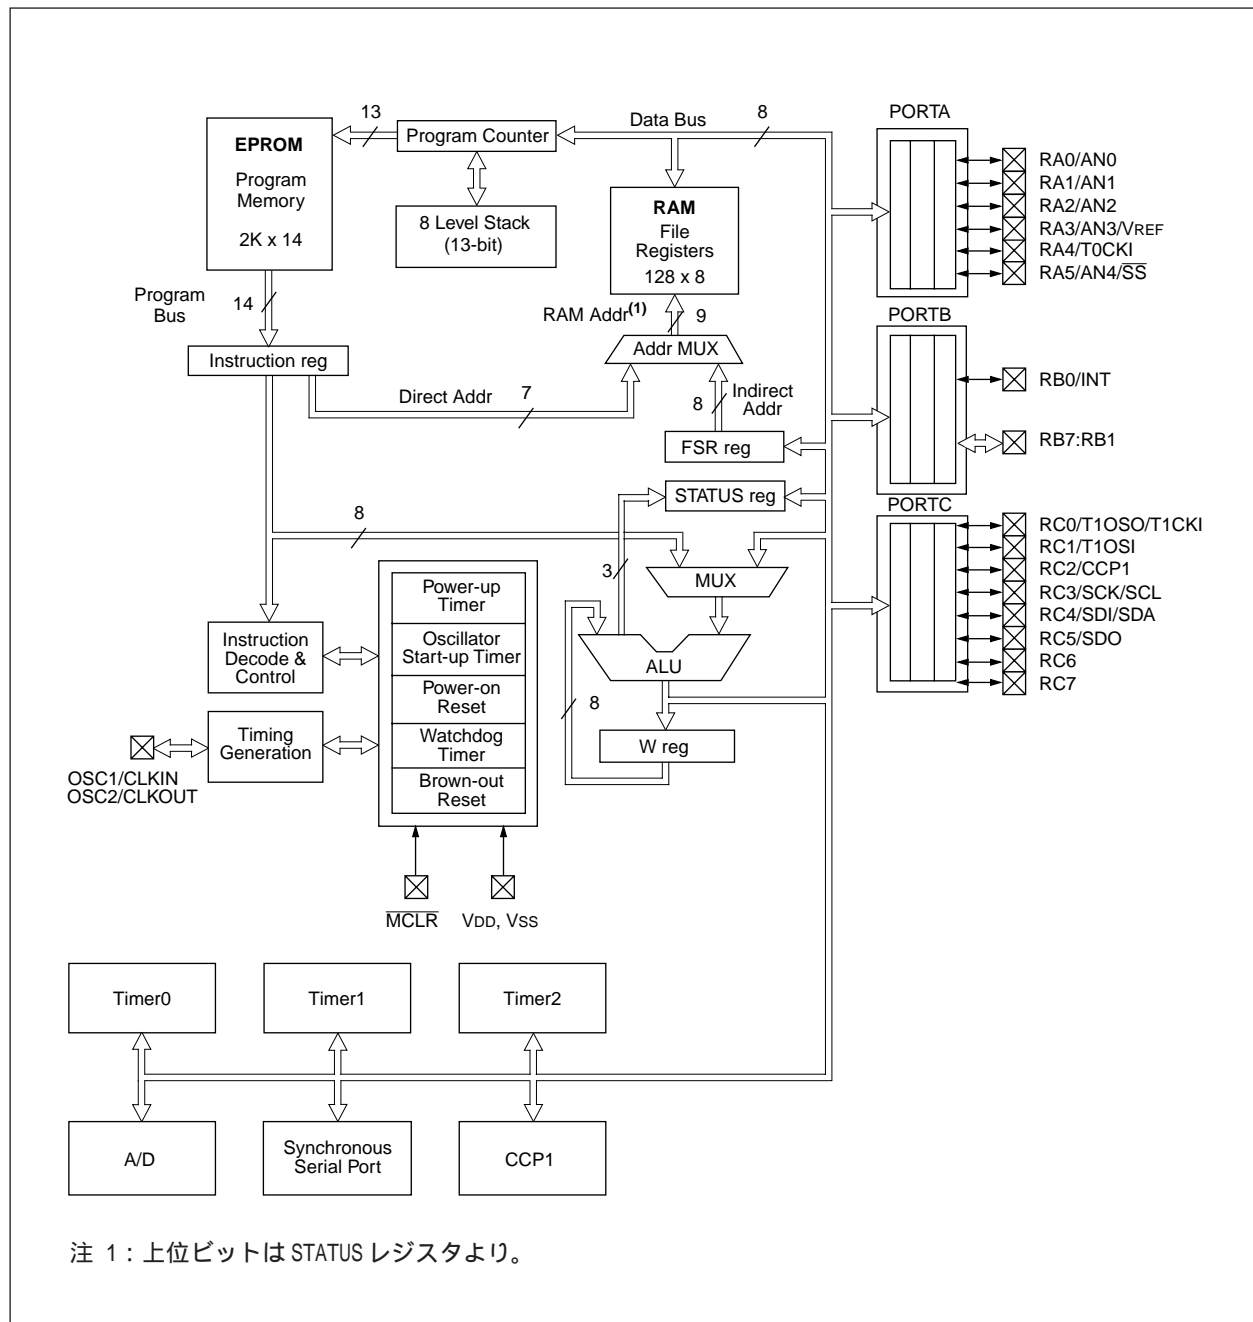 13
Data Bus
8
PORTA
EPROM
Program
Memory
2K x 14
Program Counter
8 Level Stack
(13-bit)
RAM
File
Registers
128 x 8
RA0/AN0
RA1/AN1
RA2/AN2
RA3/AN3/VREF
RA4/T0CKI
RA5/AN4/S̅S̅
Program
Bus
14
RAM Addr(1)
9
PORTB
Instruction reg
Addr MUX
Direct Addr
7
8
Indirect
Addr
RB0/INT
RB7:RB1
FSR reg
STATUS reg
PORTC
8
3
MUX
RC0/T1OSO/T1CKI
RC1/T1OSI
RC2/CCP1
RC3/SCK/SCL
RC4/SDI/SDA
RC5/SDO
RC6
RC7
Power-up
Timer
Instruction
Decode &
Control
Oscillator
Start-up Timer
ALU
Power-on
Reset
8
Timing
Generation
Watchdog
Timer
W reg
OSC1/CLKIN
OSC2/CLKOUT
Brown-out
Reset
M̅C̅L̅R̅
VDD, VSS
Timer0
Timer1
Timer2
A/D
Synchronous
Serial Port
CCP1
注 1：上位ビットは STATUS レジスタより。